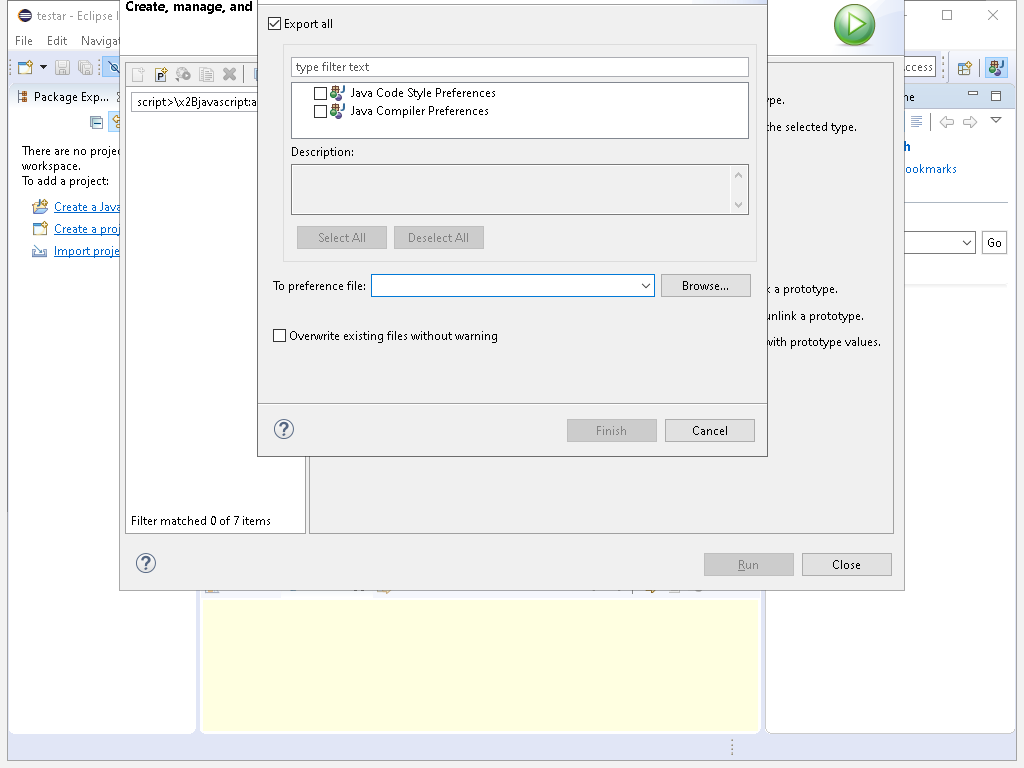 testar - Eclipse I
Create, manage, and
File Edit Naviga
Export all
type filter text
ccess
Package Exp...
script>\x2Bjavascript:a
Java Code Style Preferences
Java Compiler Preferences
ne
ype.
he selected type.
There are no proje
workspace.
To add a project:
Description:
h
ookmarks
Create a Java
Create a proj
Import proje
Select All
Deselect All
Go
To preference file:
Browse...
k a prototype.
unlink a prototype.
with prototype values.
Overwrite existing files without warning
Finish
Cancel
Filter matched 0 of 7 items
Run
Close